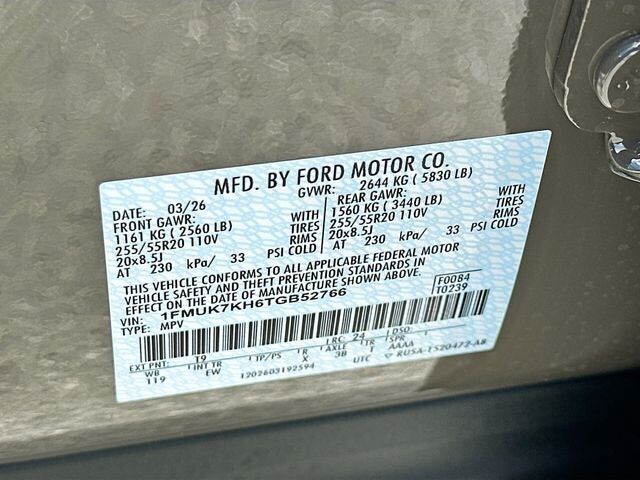 MFD. BY FORD MOTOR CO.
DATE: 03/26 GVWR: 2644 KG ( 5830 LB)
FRONT GAWR: WITH REAR GAWR: WITH
1161 KG ( 2560 LB) TIRES 1560 KG ( 3440 LB) TIRES
255/55R20 110V RIMS 255/55R20 110V RIMS
20x8.5J PSI COLD 20x8.5J PSI COLD
AT 230 kPa/ 33 AT 230 kPa/ 33
THIS VEHICLE CONFORMS TO ALL APPLICABLE FEDERAL MOTOR
VEHICLE SAFETY AND THEFT PREVENTION STANDARDS IN
EFFECT ON THE DATE OF MANUFACTURE SHOWN ABOVE.
VIN: 1FMUK7KH6TGB52766 F0084
TYPE: MPV T0239
EXT PNT: T9 LRC: 24 DSO:
WB INT TR TP/PS R AXLE TR SPR
119 EW X 3B J AAAA
1202603192594 UTC RUSA-1520472-AB